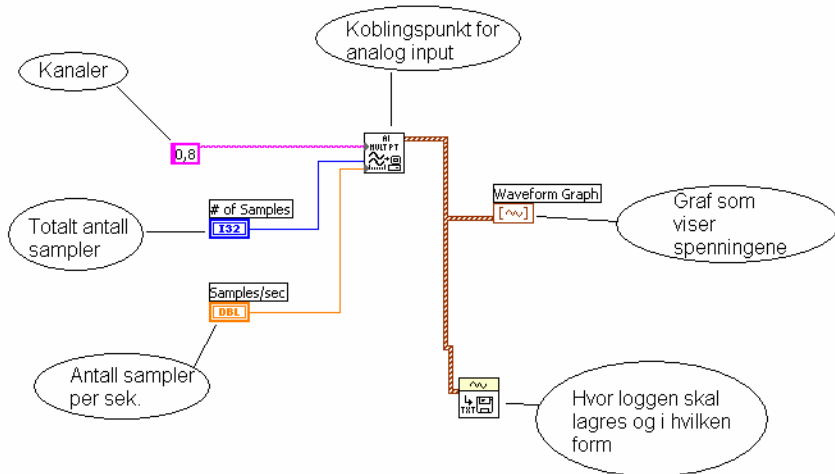 Koblingspunkt for
analog input
Kanaler
0,8
AI
MULT PT
Totalt antall
sampler
# of Samples
I32
Waveform Graph
Graf som
viser
spenningene
Samples/sec
DBL
Antall sampler
per sek.
TXT
Hvor loggen skal
lagres og i hvilken
form